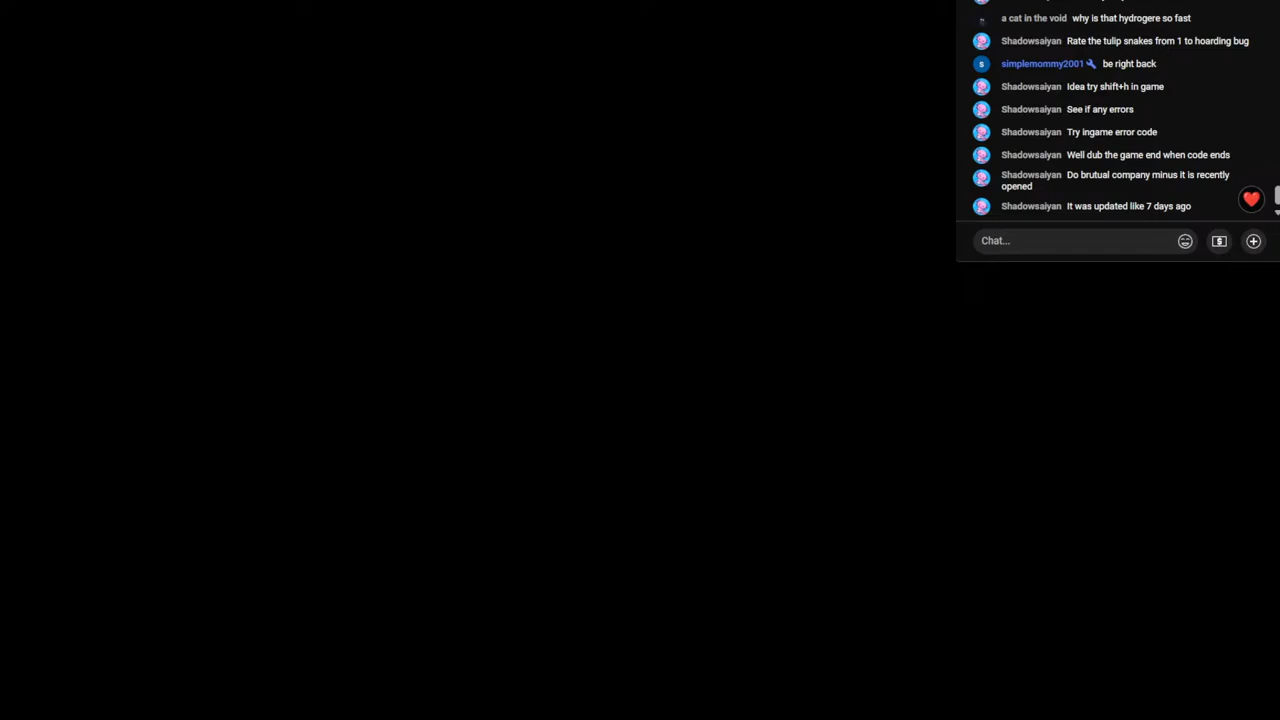 a cat in the void why is that hydrogere so fast
Shadowsaiyan Rate the tulip snakes from 1 to hoarding bug
S simplemommy2001 be right back
Shadowsaiyan Idea try shift+h in game
Shadowsaiyan See if any errors
Shadowsaiyan Try ingame error code
Shadowsaiyan Well dub the game end when code ends
Shadowsaiyan Do brutual company minus it is recently
opened
Shadowsaiyan It was updated like 7 days ago
Chat...